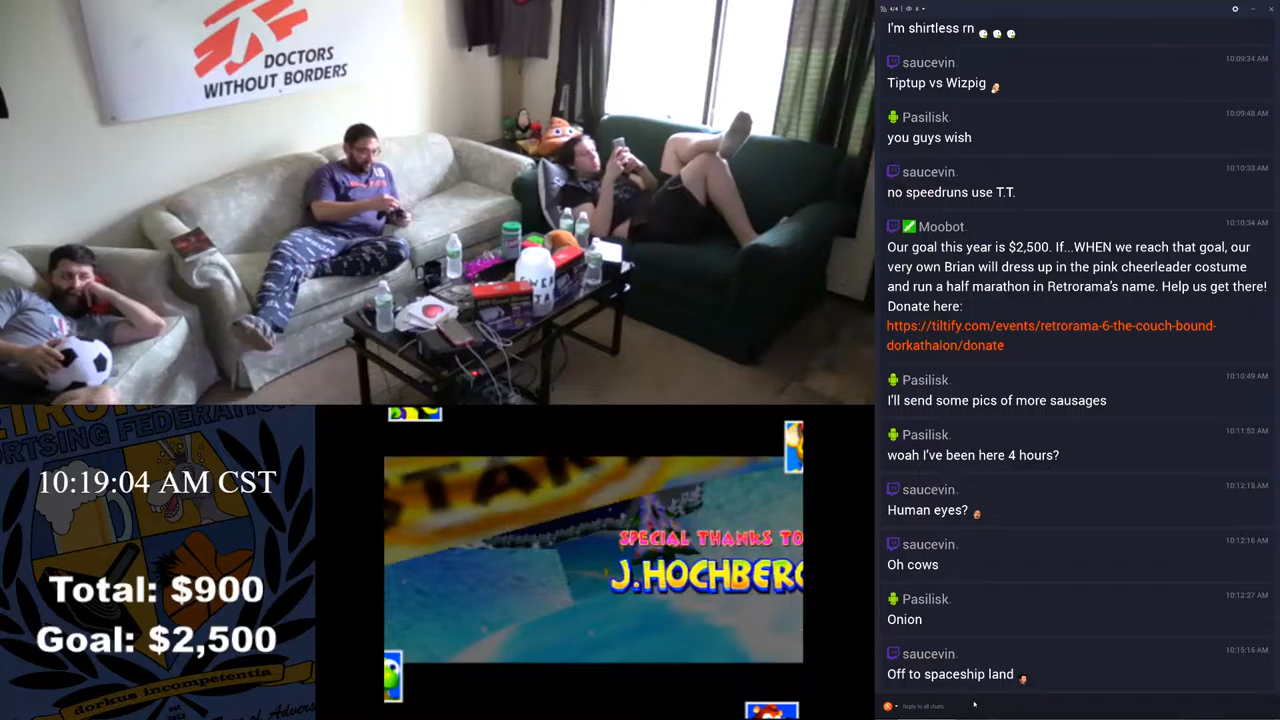 DOCTORS
WITHOUT BORDERS
10:19:04 AM CST
Total: $900
Goal: $2,500
dorkus incompetentia
SPECIAL THANKS TO
J.HOCHBERG
4/4
8
I'm shirtless rn
saucevin. 10:09:34 AM
Tiptup vs Wizpig
Pasilisk. 10:09:48 AM
you guys wish
saucevin. 10:10:33 AM
no speedruns use T.T.
Moobot. 10:10:34 AM
Our goal this year is $2,500. If...WHEN we reach that goal, our
very own Brian will dress up in the pink cheerleader costume
and run a half marathon in Retrorama's name. Help us get there!
Donate here:
https://tiltify.com/events/retrorama-6-the-couch-bound-
dorkathalon/donate
Pasilisk. 10:10:49 AM
I'll send some pics of more sausages
Pasilisk. 10:11:52 AM
woah I've been here 4 hours?
saucevin. 10:12:15 AM
Human eyes?
saucevin. 10:12:16 AM
Oh cows
Pasilisk. 10:12:27 AM
Onion
saucevin. 10:15:15 AM
Off to spaceship land
Reply to all chats